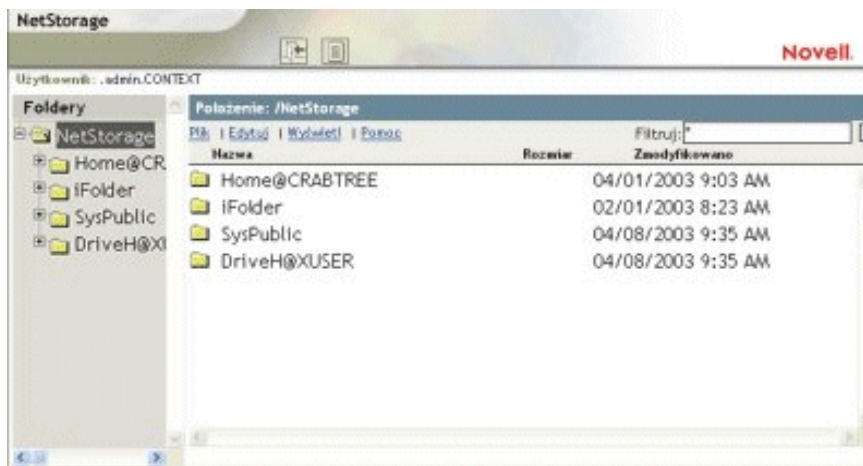 NetStorage
Novell.
Użytkownik: .admin.CONTEXT
Foldery
NetStorage
Home@CR
iFolder
SysPublic
DriveH@XU
Położenie: /NetStorage
Plik | Edytuj | Wyświetl | Pomoc
Filtruj: *
Nazwa Rozmiar Zmodyfikowano
Home@CRABTREE 04/01/2003 9:03 AM
iFolder 02/01/2003 8:23 AM
SysPublic 04/08/2003 9:35 AM
DriveH@XUSER 04/08/2003 9:35 AM